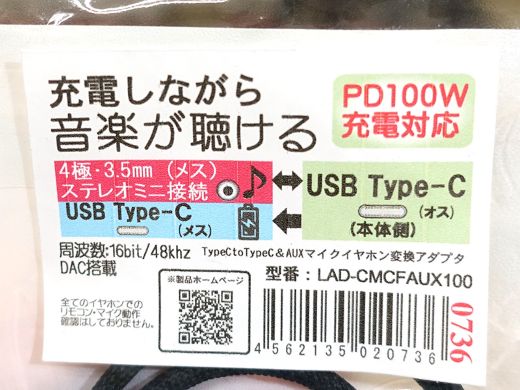 充電しながら
音楽が聴ける
PD100W
充電対応
4極・3.5mm (メス)
ステレオミニ接続
USB Type-C
(メス)
USB Type-C
(オス)
(本体側)
周波数:16bit/48khz
DAC搭載
TypeCtoTypeC&AUXマイクイヤホン変換アダプタ
型番：LAD-CMCFAUX100
※製品ホームページ
全てのイヤホンでの
リモコン・マイク動作
確認はしておりません。
4 562135 020736
0736